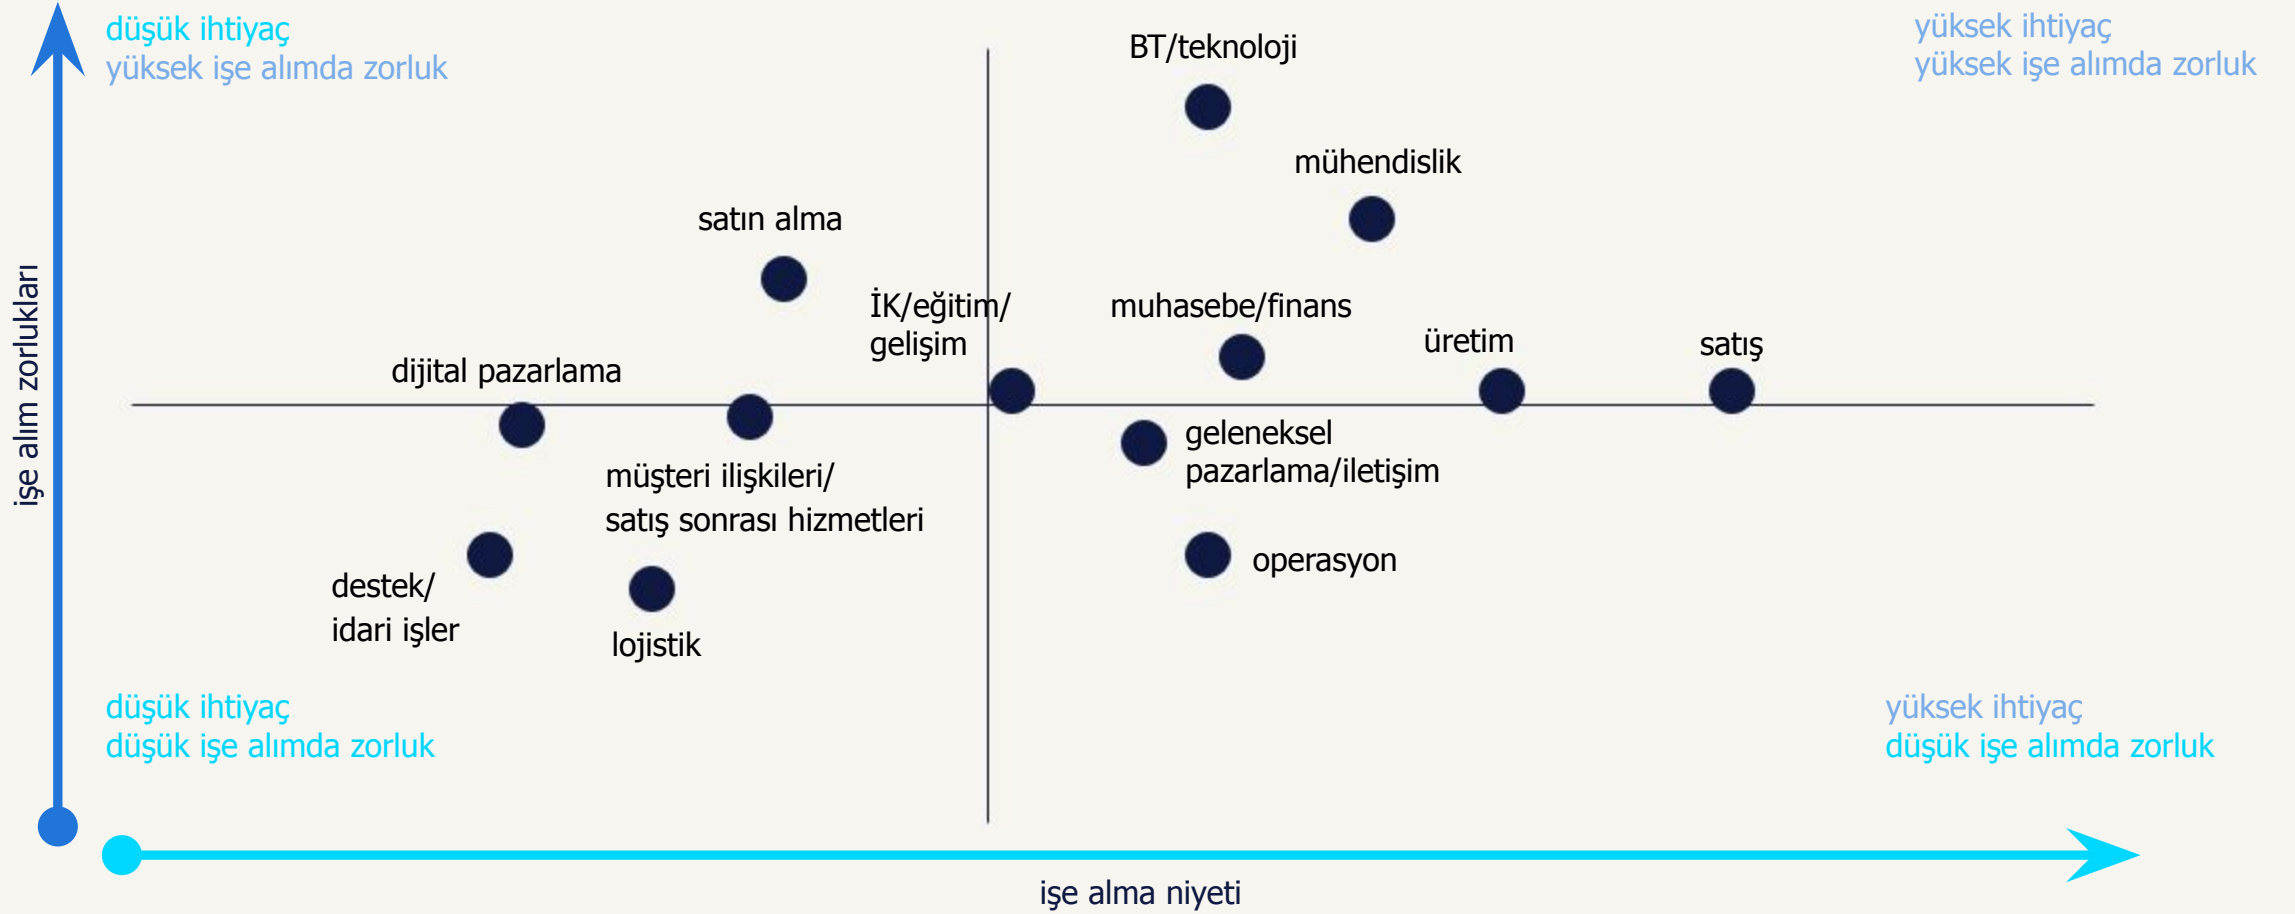 düşük ihtiyaç
yüksek işe alımda zorluk
yüksek ihtiyaç
yüksek işe alımda zorluk
BT/teknoloji
mühendislik
satın alma
İK/eğitim/
gelişim
muhasebe/finans
üretim
satış
dijital pazarlama
işe alım zorlukları
geleneksel
pazarlama/iletişim
müşteri ilişkileri/
satış sonrası hizmetleri
operasyon
destek/
idari işler
lojistik
düşük ihtiyaç
düşük işe alımda zorluk
yüksek ihtiyaç
düşük işe alımda zorluk
işe alma niyeti